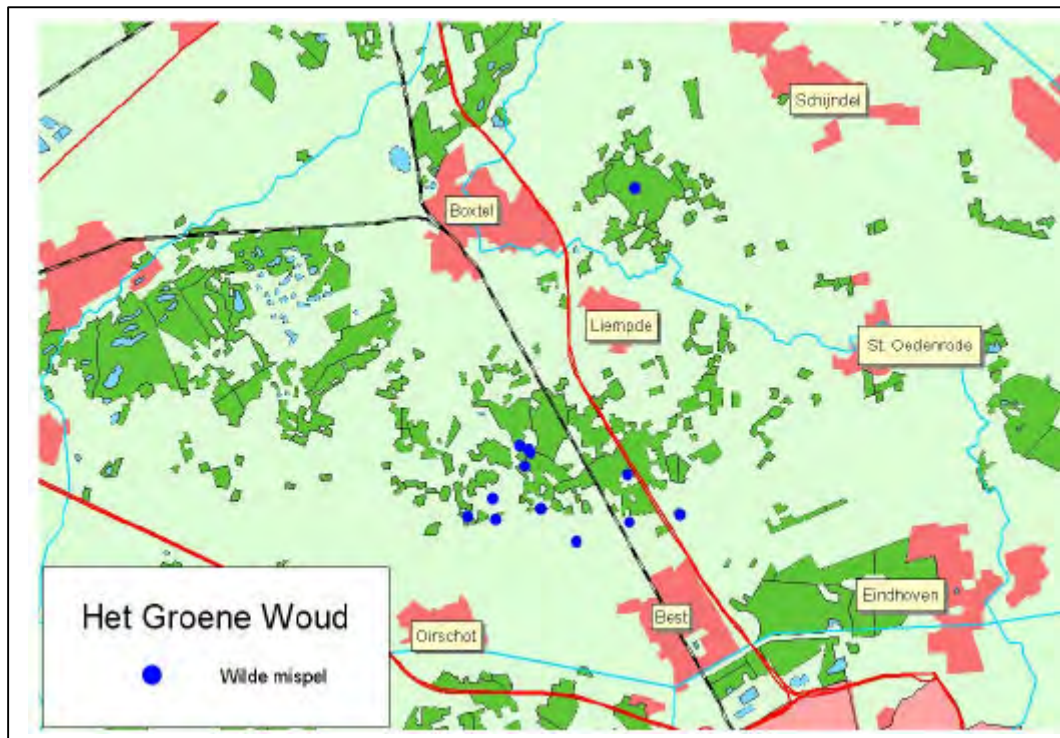 Schijndel
Boxtel
Liempde
St. Oedenrode
Eindhoven
Best
Oirschot
Het Groene Woud
Wilde mispel